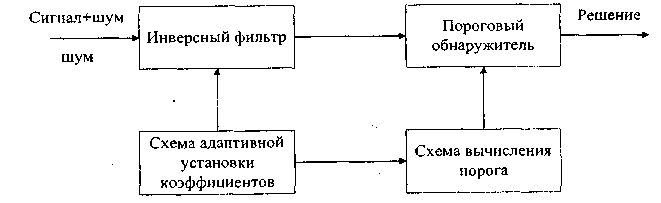 Сигнал+шум
шум
Инверсный фильтр
Пороговый
обнаружитель
Решение
Схема адаптивной
установки
коэффициентов
Схема вычисления
порога